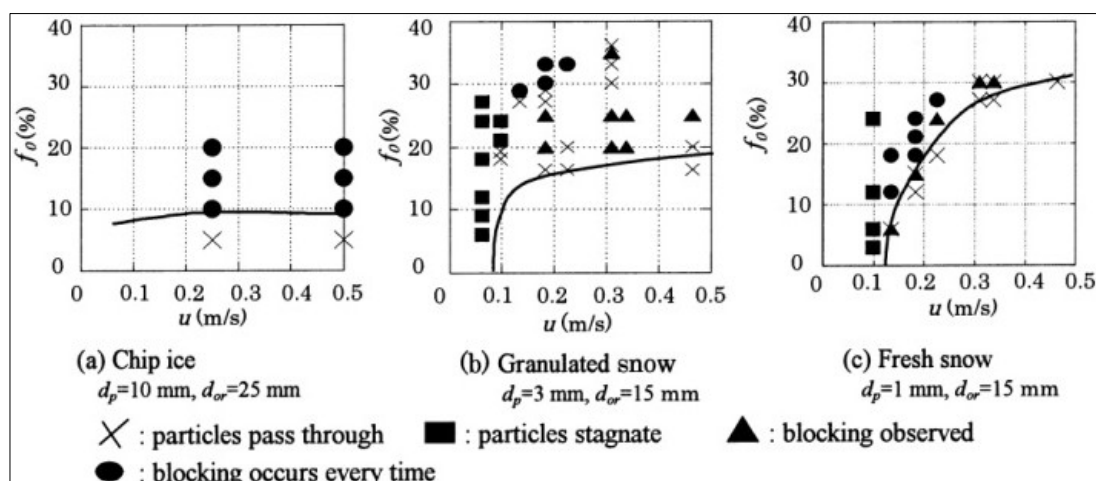 40
30
20
10
0
f₀(%)
0 0.1 0.2 0.3 0.4 0.5
u (m/s)
(a) Chip ice
dₚ=10 mm, dₒᵣ=25 mm
40
30
20
10
0
f₀(%)
0 0.1 0.2 0.3 0.4 0.5
u (m/s)
(b) Granulated snow
dₚ=3 mm, dₒᵣ=15 mm
40
30
20
10
0
f₀(%)
0 0.1 0.2 0.3 0.4 0.5
u (m/s)
(c) Fresh snow
dₚ=1 mm, dₒᵣ=15 mm
: particles pass through : particles stagnate : blocking observed
: blocking occurs every time